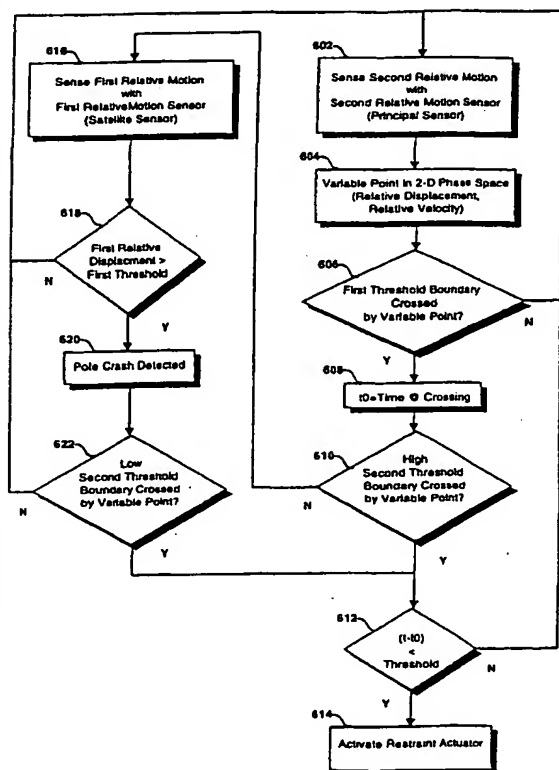 616
Sense First Relative Motion
with
First RelativeMotion Sensor
(Satelite Sensor)
602
Sense Second Relative Motion
with
Second Relative Motion Sensor
(Principal Sensor)
604
Variable Point in 2-D Phase Space
(Relative Displacement,
Relative Velocity)
618
First Relative
Displacment >
First Threshold
N
Y
606
First Threshold Boundary
Crossed
by Variable Point?
N
Y
620
Pole Crash Detected
608
t0=Time @ Crossing
622
Low
Second Threshold
Boundary Crossed
by Variable Point?
N
Y
610
High
Second Threshold
Boundary Crossed
by Variable Point?
N
Y
612
(t-t0)
<
Threshold
N
Y
614
Activate Restraint Actuator